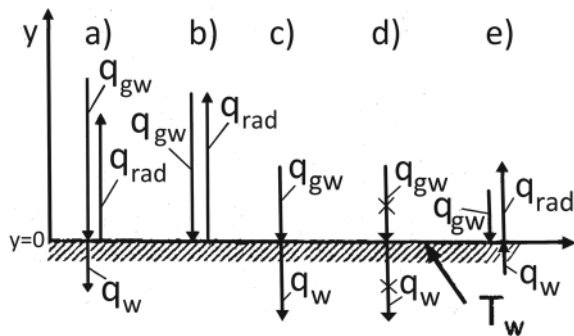 y a) b) c) d) e)
q_gw q_rad q_w
q_gw q_rad
q_gw q_w
q_gw q_w
q_gw q_rad q_w
y=0
T_w